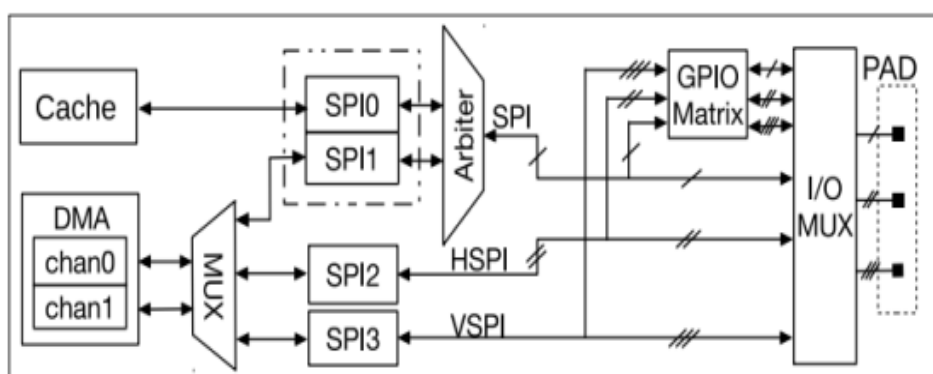 Cache
SPI0
SPI1
Arbiter
SPI
GPIO
Matrix
PAD
I/O
MUX
DMA
chan0
chan1
MUX
SPI2
HSPI
SPI3
VSPI